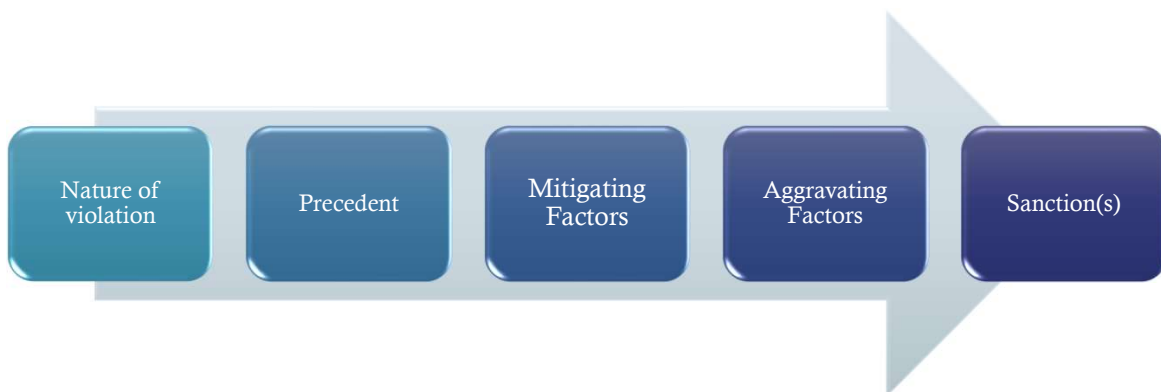 Nature of
violation
Precedent
Mitigating
Factors
Aggravating
Factors
Sanction(s)